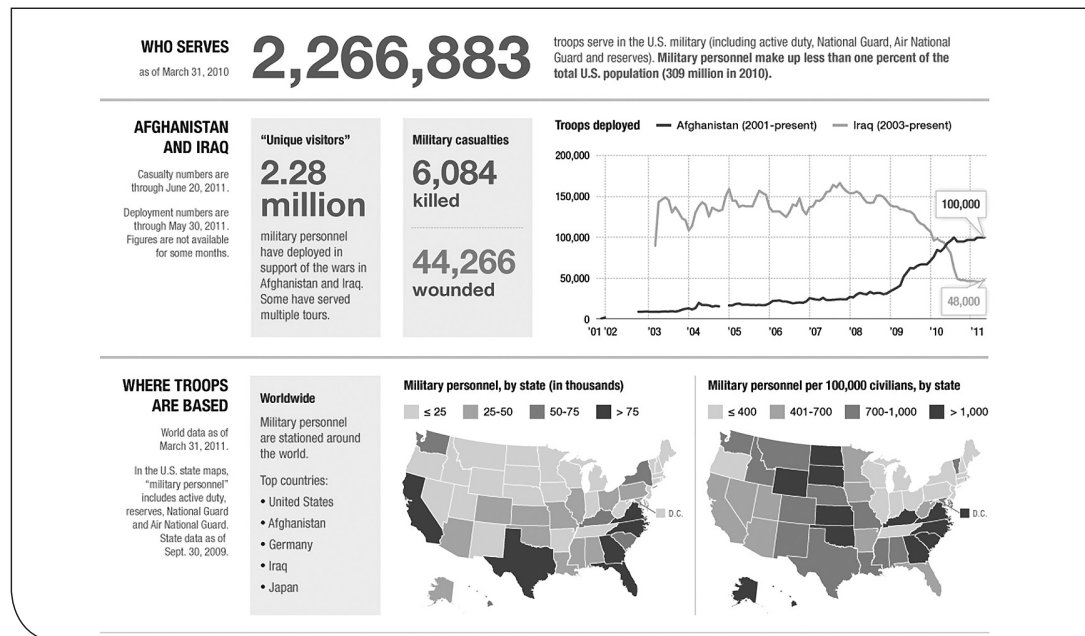 WHO SERVES
as of March 31, 2010
2,266,883
troops serve in the U.S. military (including active duty, National Guard, Air National
Guard and reserves). Military personnel make up less than one percent of the
total U.S. population (309 million in 2010).
AFGHANISTAN
AND IRAQ
Casualty numbers are
through June 20, 2011.
Deployment numbers are
through May 30, 2011.
Figures are not available
for some months.
“Unique visitors”
2.28
million
military personnel
have deployed in
support of the wars in
Afghanistan and Iraq.
Some have served
multiple tours.
Military casualties
6,084
killed
44,266
wounded
Troops deployed
Afghanistan (2001-present)
Iraq (2003-present)
200,000
150,000
100,000
50,000
0
100,000
48,000
'01 '02 '03 '04 '05 '06 '07 '08 '09 '10 '11
WHERE TROOPS
ARE BASED
World data as of
March 31, 2011.
In the U.S. state maps,
“military personnel”
includes active duty,
reserves, National Guard
and Air National Guard.
State data as of
Sept. 30, 2009.
Worldwide
Military personnel
are stationed around
the world.
Top countries:
• United States
• Afghanistan
• Germany
• Iraq
• Japan
Military personnel, by state (in thousands)
≤ 25 25-50 50-75 > 75
D.C.
Military personnel per 100,000 civilians, by state
≤ 400 401-700 700-1,000 > 1,000
D.C.